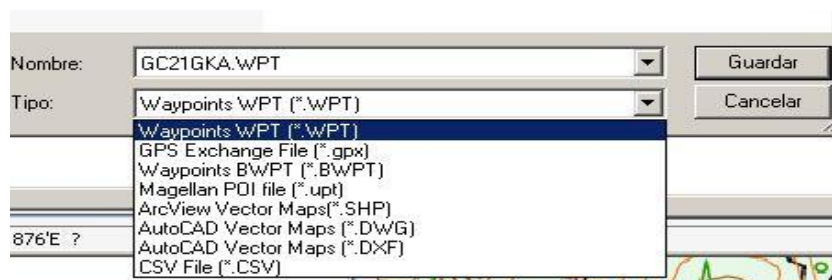 Nombre: GC21GKA.WPT Guardar
Tipo: Waypoints WPT (*.WPT) Cancelar
Waypoints WPT (*.WPT)
GPS Exchange File (*.gpx)
Waypoints BWPT (*.BWPT)
Magellan POI file (*.upt)
ArcView Vector Maps(*.SHP)
AutoCAD Vector Maps (*.DWG)
876'E ?
AutoCAD Vector Maps (*.DXF)
CSV File (*.CSV)